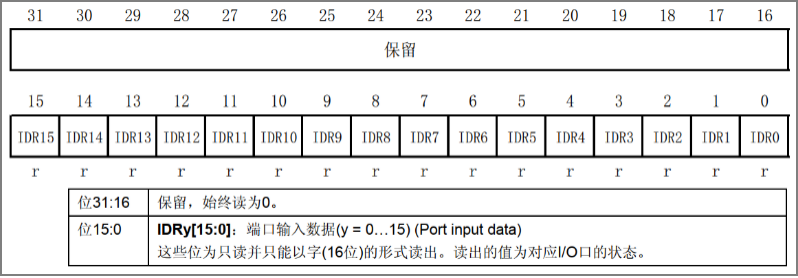 31 30 29 28 27 26 25 24 23 22 21 20 19 18 17 16
保留
15 14 13 12 11 10 9 8 7 6 5 4 3 2 1 0
IDR15 IDR14 IDR13 IDR12 IDR11 IDR10 IDR9 IDR8 IDR7 IDR6 IDR5 IDR4 IDR3 IDR2 IDR1 IDR0
r r r r r r r r r r r r r r r r
位31:16 保留，始终读为0。
位15:0 IDRy[15:0]：端口输入数据(y = 0…15) (Port input data)
这些位为只读并只能以字(16位)的形式读出。读出的值为对应I/O口的状态。